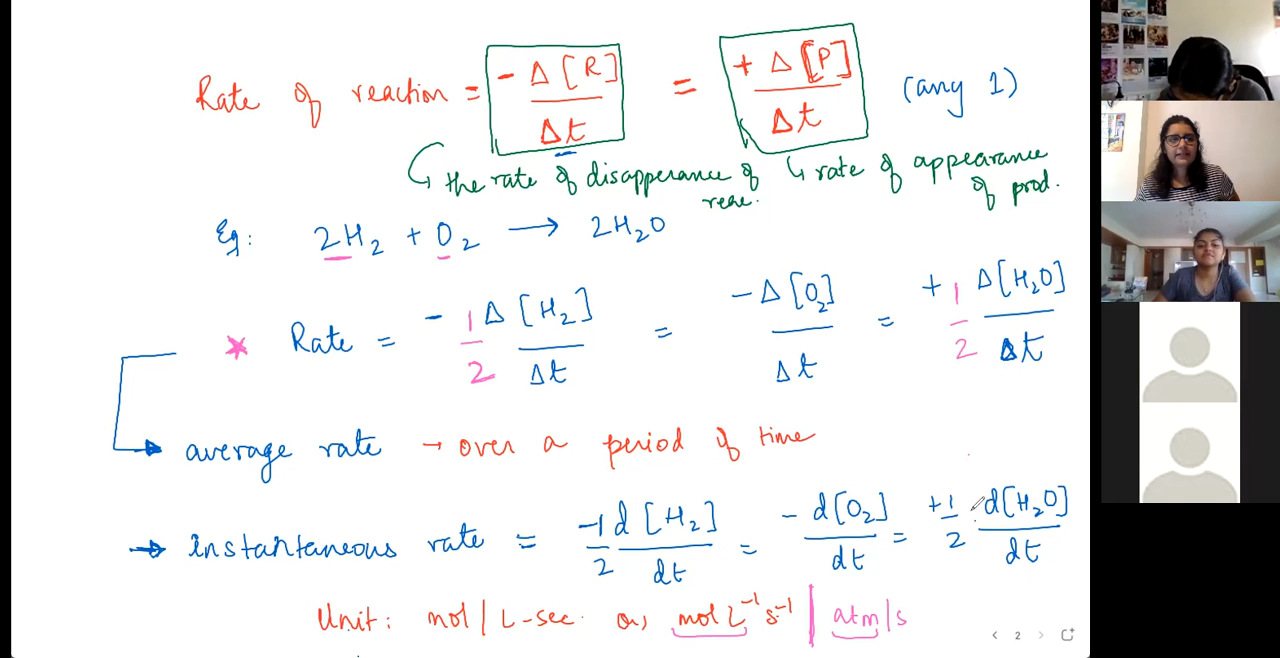 Rate of reaction = - Δ[R] / Δt = + Δ[P] / Δt (any 1)
↳ the rate of disapperance of reac. ↳ rate of appearance of prod.
Eg: 2H₂ + O₂ → 2H₂O
* Rate = - 1/2 Δ[H₂] / Δt = - Δ[O₂] / Δt = + 1/2 Δ[H₂O] / Δt
→ average rate → over a period of time
→ instantaneous rate = -1/2 d[H₂] / dt = - d[O₂] / dt = +1/2 d[H₂O] / dt
Unit: mol / L-sec. or, mol L⁻¹ s⁻¹ | atm/s
< 2 >